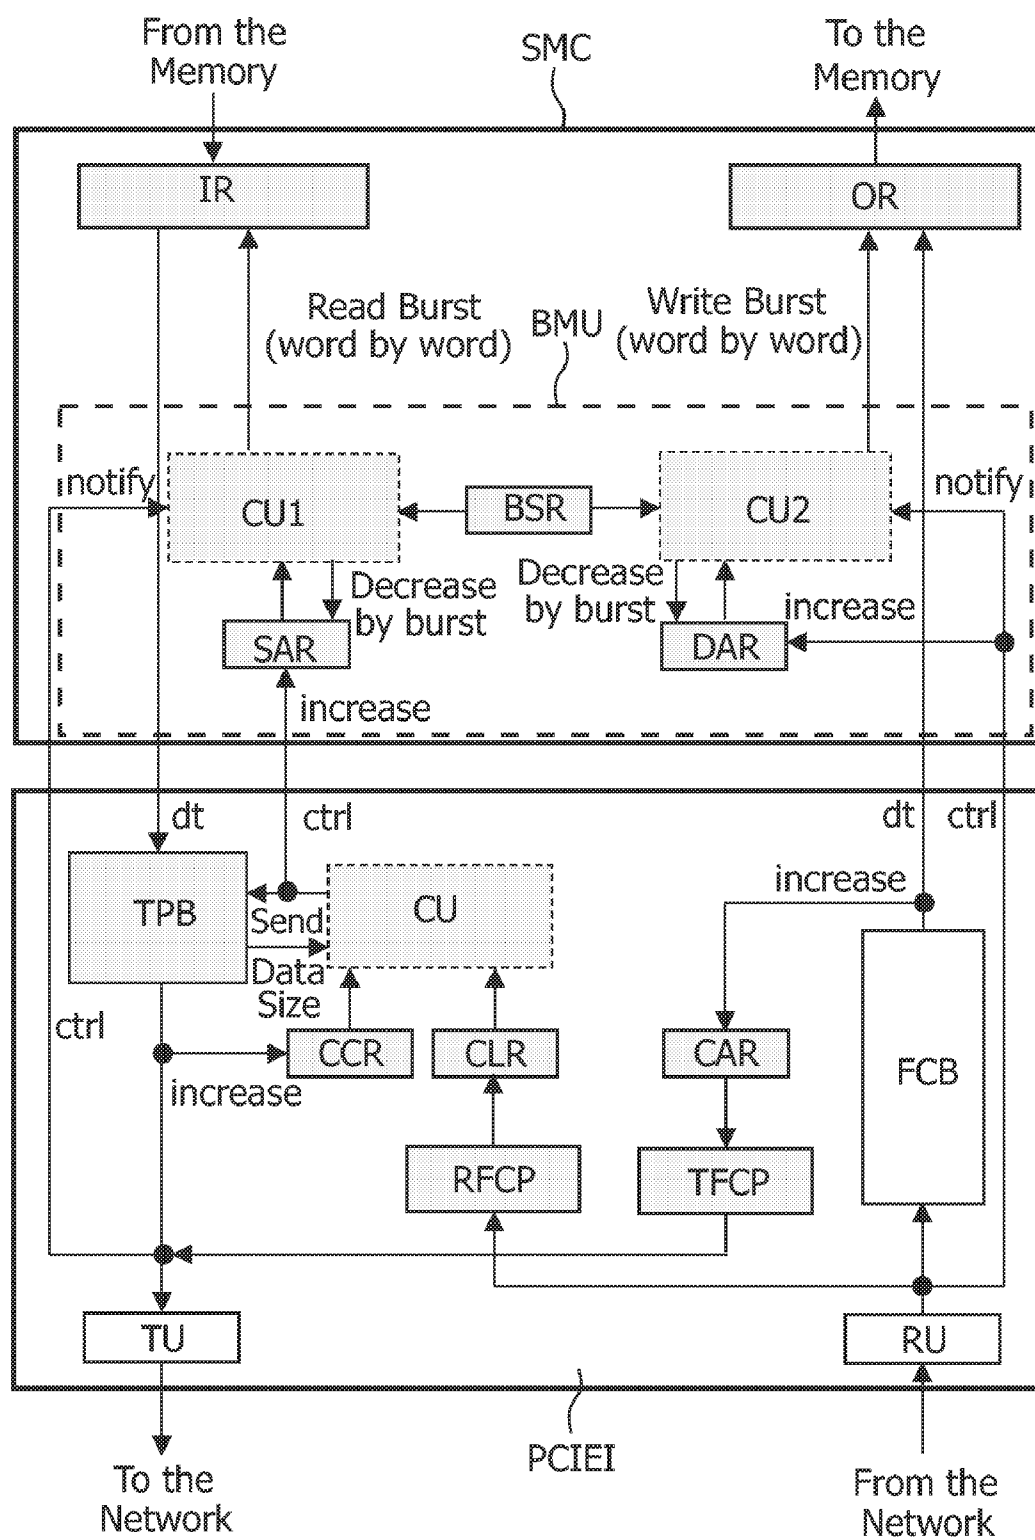 From the
Memory
SMC
To the
Memory
IR
OR
Read Burst
(word by word)
BMU
Write Burst
(word by word)
notify
CU1
BSR
CU2
notify
Decrease
by burst
Decrease
by burst
increase
SAR
DAR
increase
dt
ctrl
dt
ctrl
TPB
Send
CU
increase
Data
Size
ctrl
CCR
CLR
CAR
FCB
increase
RFCP
TFCP
TU
RU
PCIEI
To the
Network
From the
Network